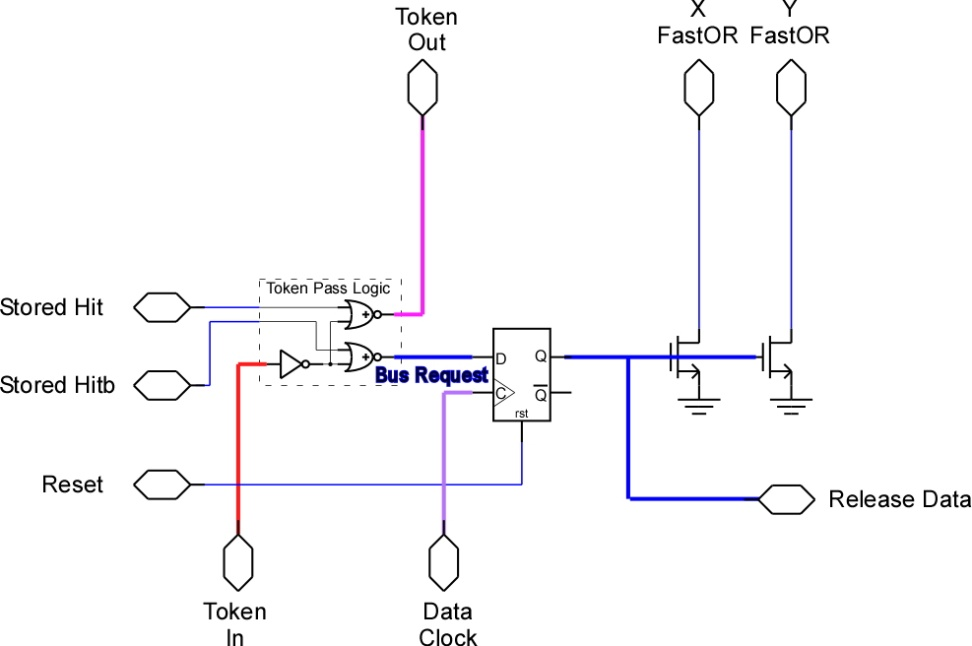 Token
Out
X
FastOR
Y
FastOR
Token Pass Logic
Stored Hit
Stored Hitb
Bus Request
D
Q
C
Q
rst
Reset
Release Data
Token
In
Data
Clock